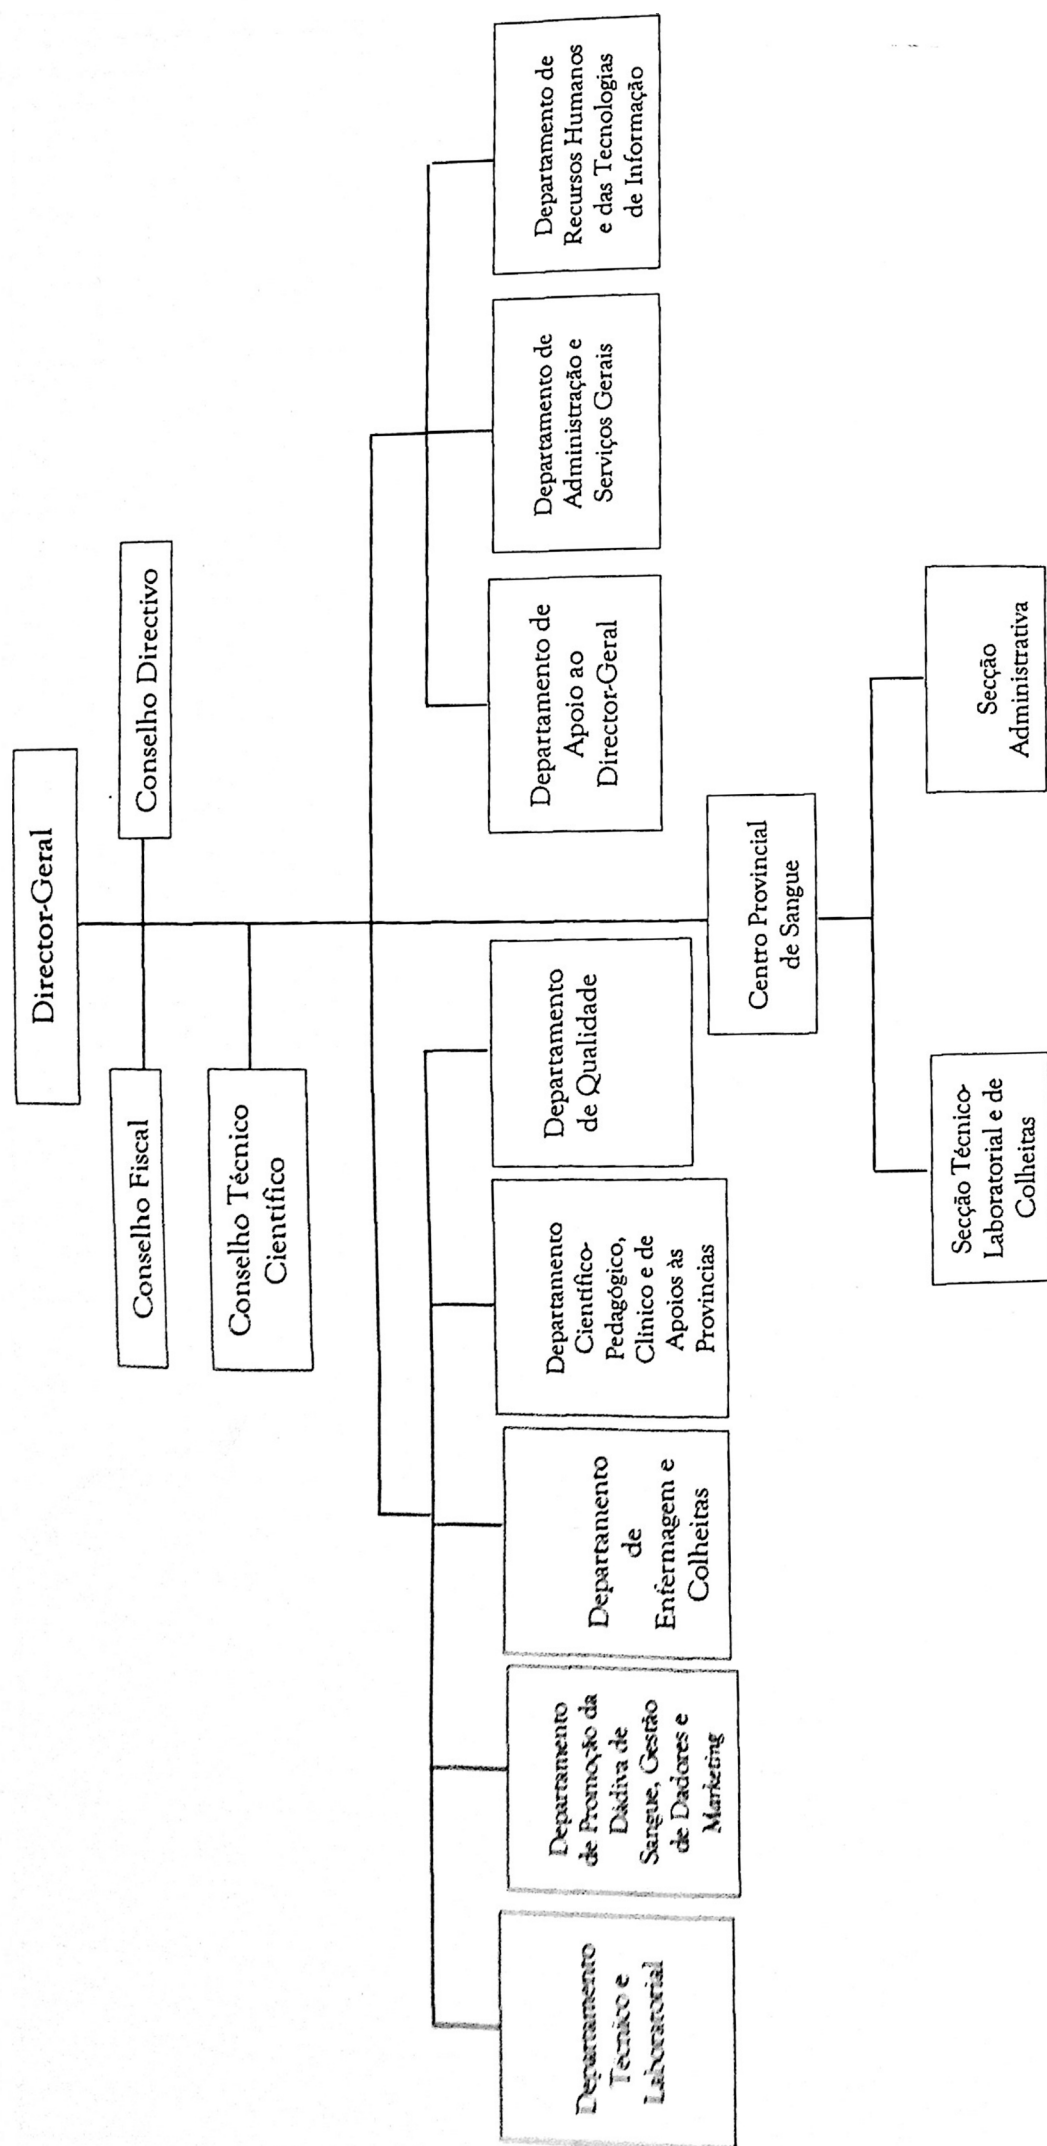 Director-Geral
Conselho Fiscal
Conselho Directivo
Conselho Técnico
Científico
Departamento
Técnico e
Laboratorial
Departamento
de Promoção da
Dádiva de
Sangue, Gestão
de Dadores e
Marketing
Departamento
de
Enfermagem e
Colheitas
Departamento
Científico-
Pedagógico,
Clínico e de
Apoios às
Provincias
Departamento
de Qualidade
Departamento de
Apoio ao
Director-Geral
Departamento de
Administração e
Serviços Gerais
Departamento de
Recursos Humanos
e das Tecnologias
de Informação
Centro Provincial
de Sangue
Secção Técnico-
Laboratorial e de
Colheitas
Secção
Administrativa